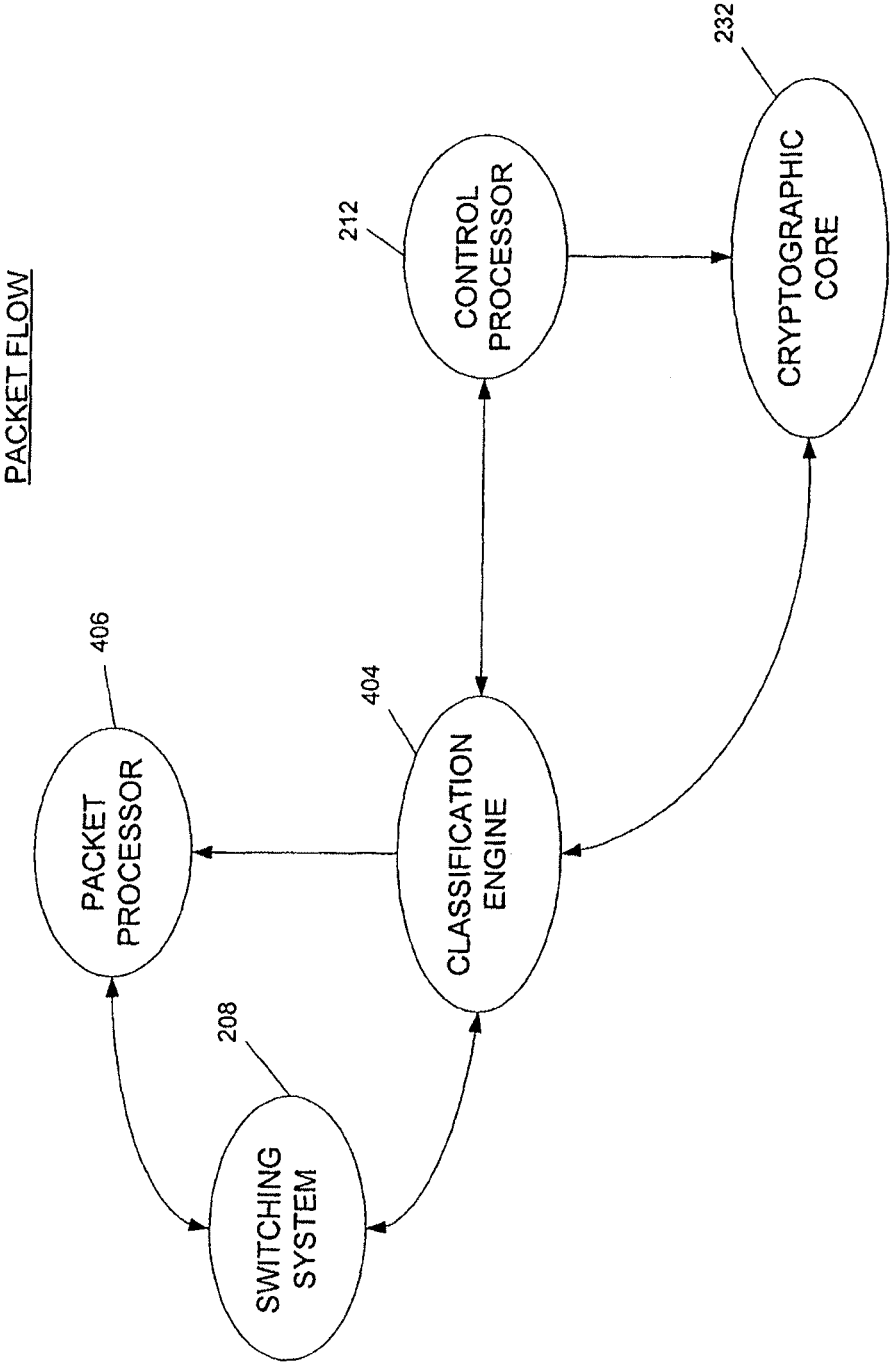 PACKET FLOW
406
PACKET
PROCESSOR
208
SWITCHING
SYSTEM
404
CLASSIFICATION
ENGINE
212
CONTROL
PROCESSOR
232
CRYPTOGRAPHIC
CORE